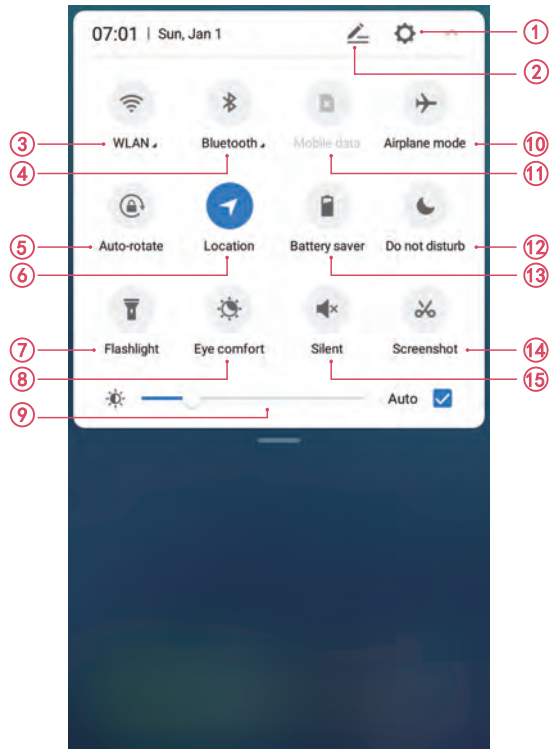 07:01 | Sun, Jan 1
①
②
WLAN
Bluetooth
Mobile data
Airplane mode
③
④
⑩
⑪
Auto-rotate
Location
Battery saver
Do not disturb
⑤
⑥
⑫
⑬
Flashlight
Eye comfort
Silent
Screenshot
⑦
⑧
⑭
⑮
Auto
⑨